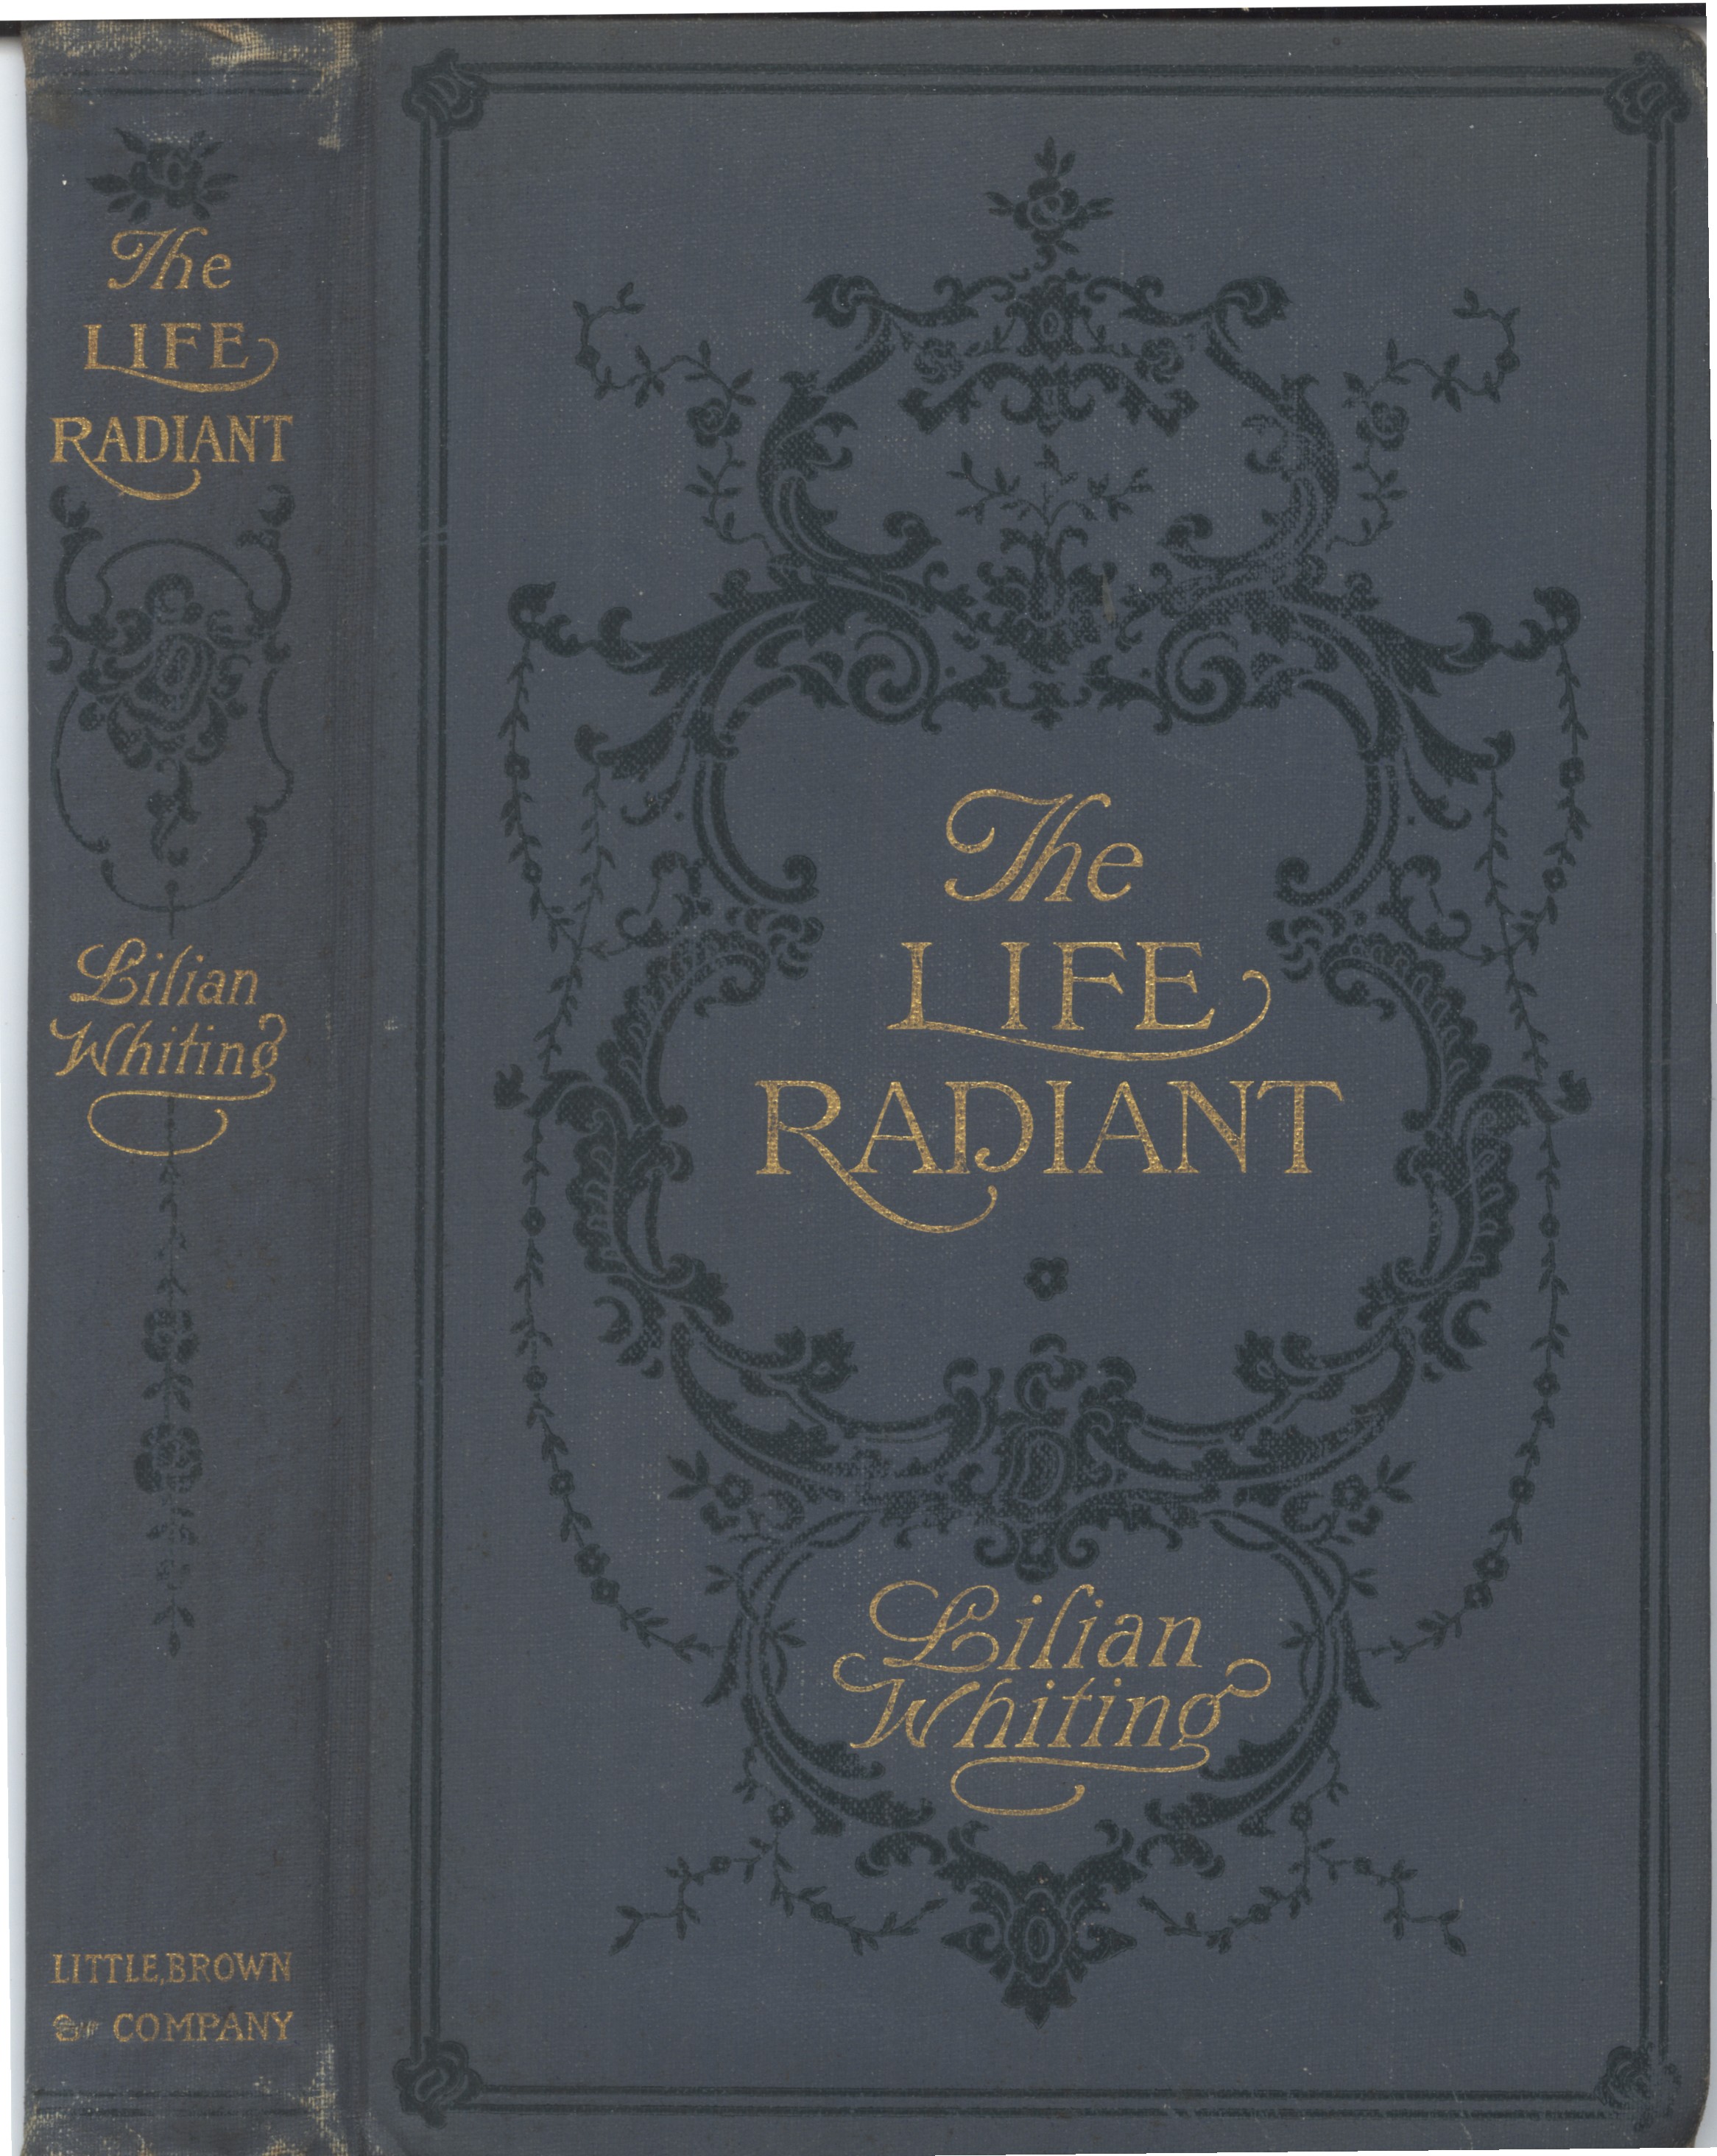 The
LIFE
RADIANT
Lilian
Whiting
LITTLE, BROWN
& COMPANY
The
LIFE
RADIANT
Lilian
Whiting